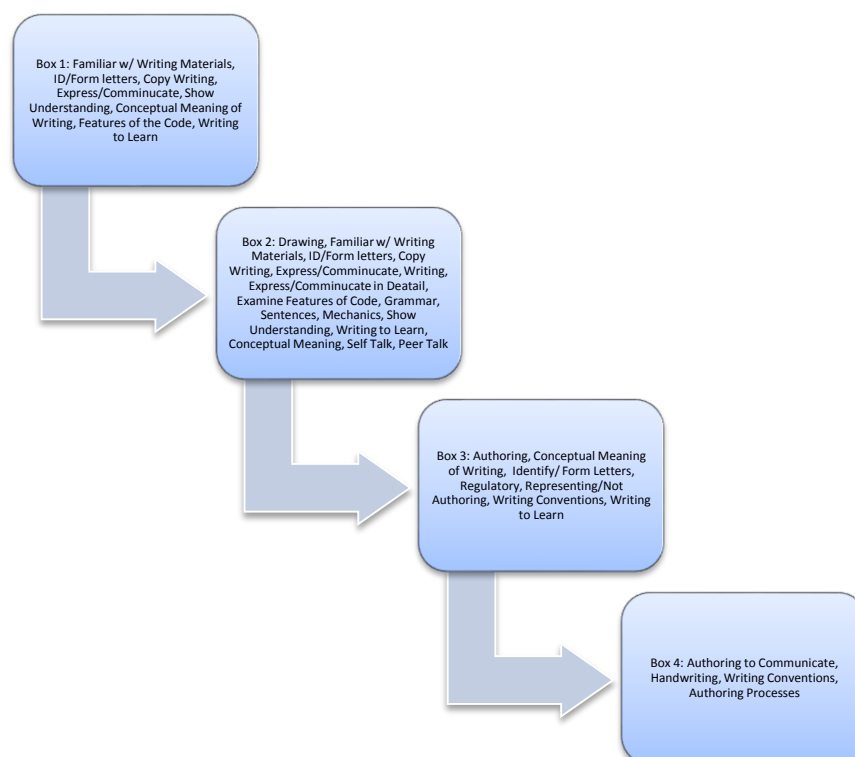 Box 1: Familiar w/ Writing Materials,
ID/Form letters, Copy Writing,
Express/Comminucate, Show
Understanding, Conceptual Meaning of
Writing, Features of the Code, Writing
to Learn
Box 2: Drawing, Familiar w/ Writing
Materials, ID/Form letters, Copy
Writing, Express/Comminucate, Writing,
Express/Comminucate in Deatail,
Examine Features of Code, Grammar,
Sentences, Mechanics, Show
Understanding, Writing to Learn,
Conceptual Meaning, Self Talk, Peer Talk
Box 3: Authoring, Conceptual Meaning
of Writing, Identify/ Form Letters,
Regulatory, Representing/Not
Authoring, Writing Conventions, Writing
to Learn
Box 4: Authoring to Communicate,
Handwriting, Writing Conventions,
Authoring Processes